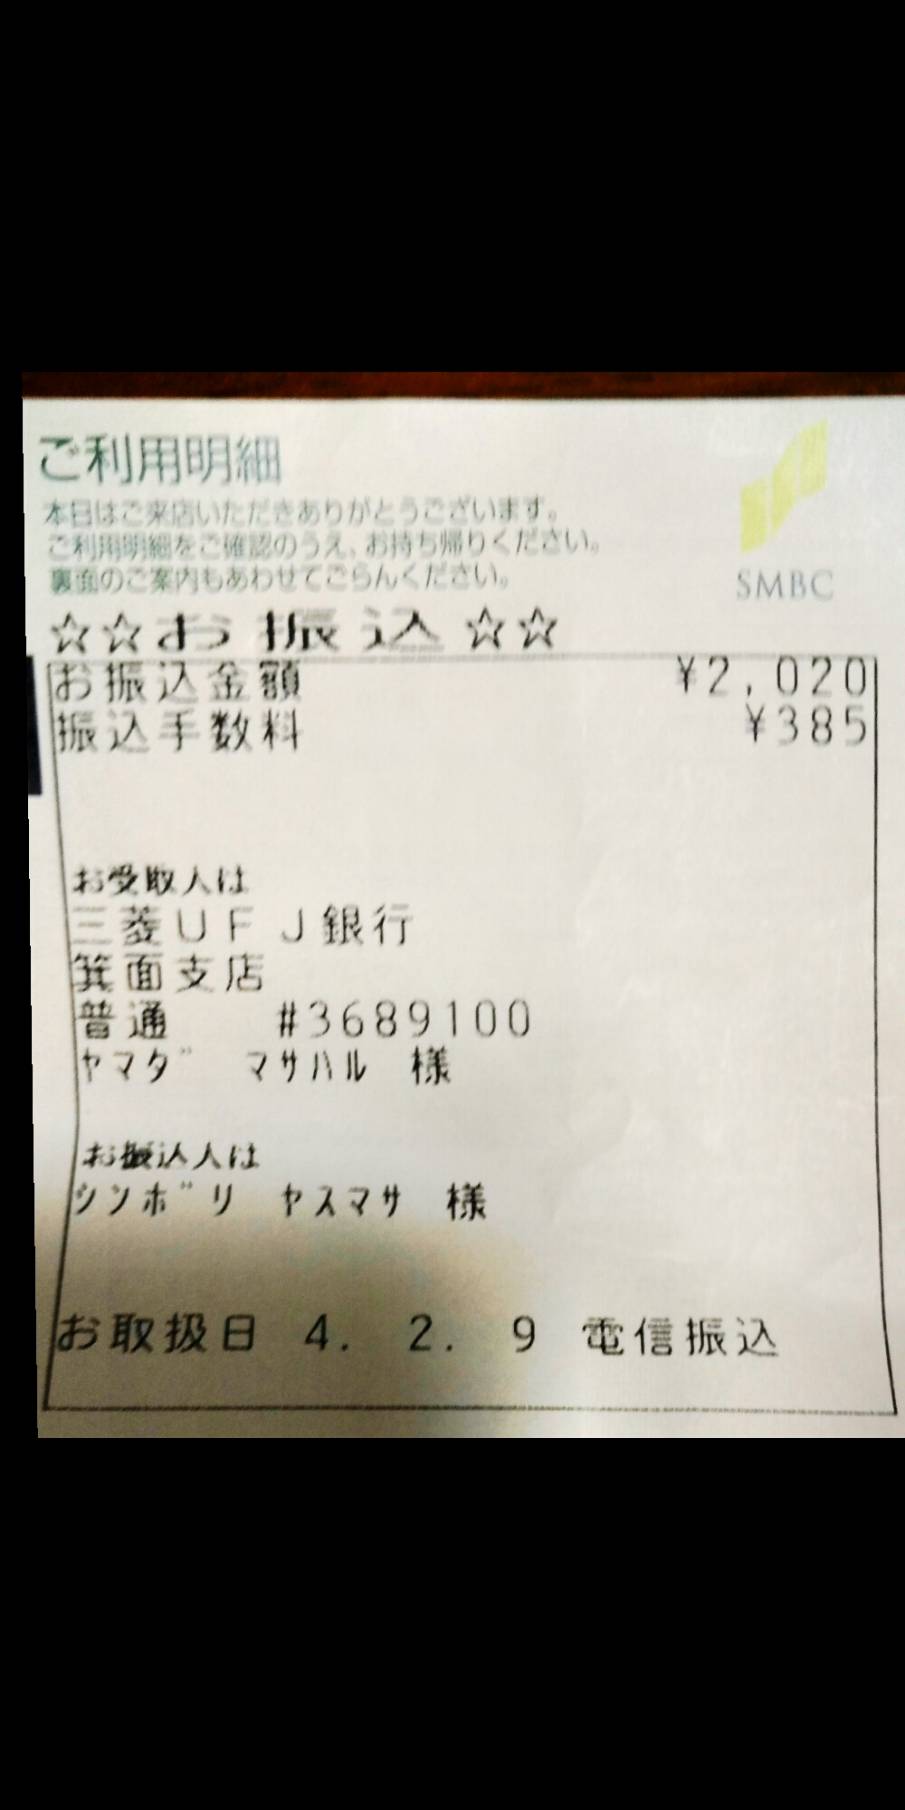 ご利用明細
本日はご来店いただきありがとうございます。
ご利用明細をご確認のうえ、お持ち帰りください。
裏面のご案内もあわせてごらんください。
SMBC
☆☆お振込☆☆
お振込金額 ¥2,020
振込手数料 ¥385
お受取人は
三菱UFJ銀行
箕面支店
普通 #3689100
ヤマダ マサハル 様
お振込人は
シンボリ ヤスマサ 様
お取扱日 4. 2. 9 電信振込